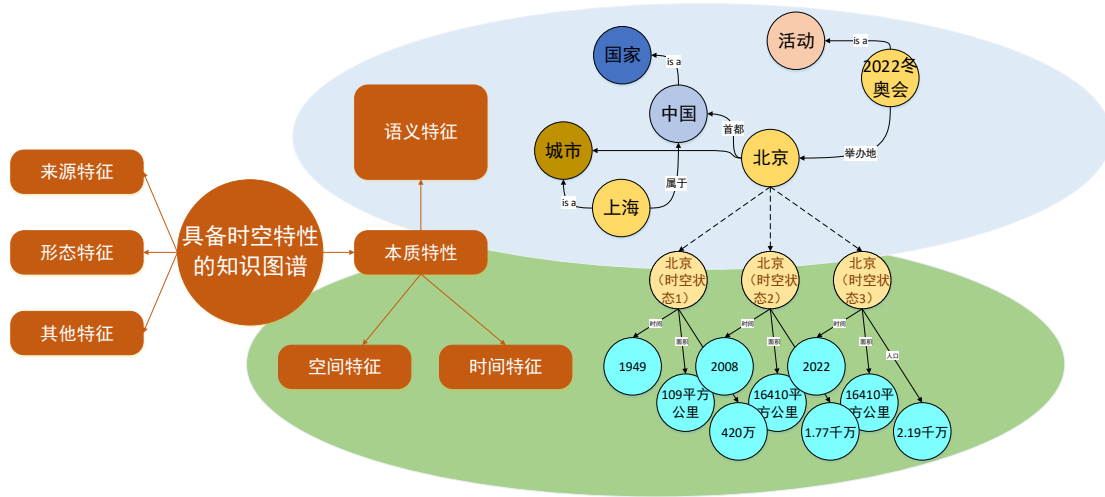 国家
is a
活动
is a
2022冬
奥会
中国
首都
语义特征
城市
北京
举办地
属于
is a
上海
来源特征
具备时空特性
的知识图谱
形态特征
本质特性
其他特征
空间特征
时间特征
北京
（时空状
态1）
北京
（时空状
态2）
北京
（时空状
态3）
时间
面积
时间
面积
时间
面积
人口
1949
109平方
公里
420万
2008
16410平
方公里
1.77千万
2022
16410平
方公里
2.19千万